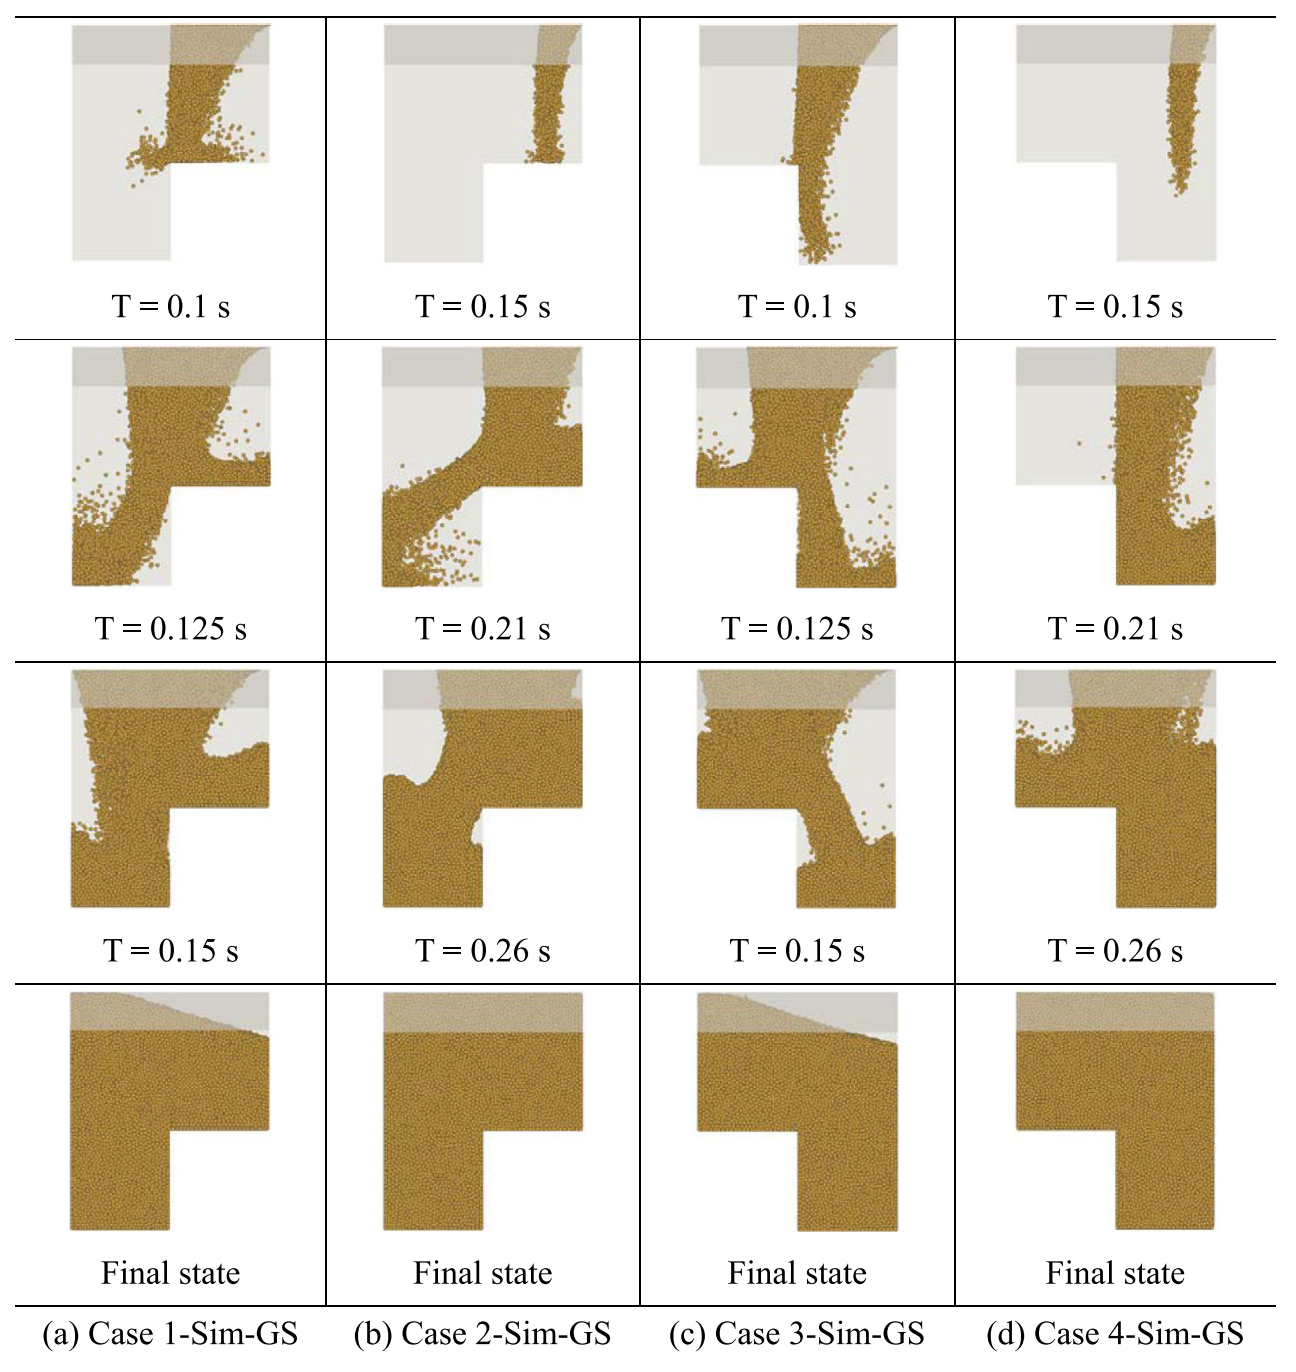 T = 0.1 s
T = 0.15 s
T = 0.1 s
T = 0.15 s
T = 0.125 s
T = 0.21 s
T = 0.125 s
T = 0.21 s
T = 0.15 s
T = 0.26 s
T = 0.15 s
T = 0.26 s
Final state
Final state
Final state
Final state
(a) Case 1-Sim-GS
(b) Case 2-Sim-GS
(c) Case 3-Sim-GS
(d) Case 4-Sim-GS